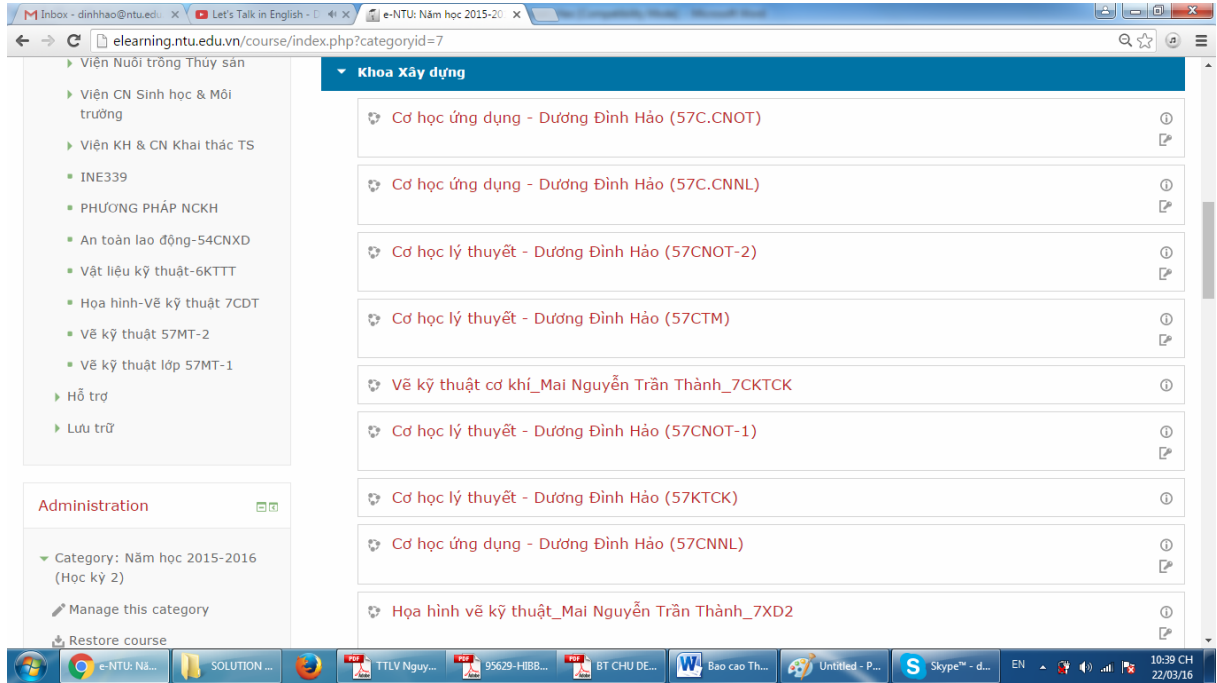 Inbox - dinhhao@ntu.edu
Let's Talk in English - D
e-NTU: Năm học 2015-20
elearning.ntu.edu.vn/course/index.php?categoryid=7
Viện Nuôi trồng Thủy sản
Viện CN Sinh học & Môi
trường
Viện KH & CN Khai thác TS
INE339
PHƯƠNG PHÁP NCKH
An toàn lao động-54CNXD
Vật liệu kỹ thuật-6KTTT
Họa hình-Vẽ kỹ thuật 7CDT
Vẽ kỹ thuật 57MT-2
Vẽ kỹ thuật lớp 57MT-1
Hỗ trợ
Lưu trữ
Administration
Category: Năm học 2015-2016
(Học kỳ 2)
Manage this category
Restore course
Khoa Xây dựng
Cơ học ứng dụng - Dương Đình Hảo (57C.CNOT)
Cơ học ứng dụng - Dương Đình Hảo (57C.CNNL)
Cơ học lý thuyết - Dương Đình Hảo (57CNOT-2)
Cơ học lý thuyết - Dương Đình Hảo (57CTM)
Vẽ kỹ thuật cơ khí_Mai Nguyễn Trần Thành_7CKTCK
Cơ học lý thuyết - Dương Đình Hảo (57CNOT-1)
Cơ học lý thuyết - Dương Đình Hảo (57KTCK)
Cơ học ứng dụng - Dương Đình Hảo (57CNNL)
Họa hình vẽ kỹ thuật_Mai Nguyễn Trần Thành_7XD2
e-NTU: Nă...
SOLUTION ...
TTLV Nguy...
95629-HIBB...
BT CHU DE...
Bao cao Th...
Untitled - P...
Skype™ - d...
EN
10:39 CH
22/03/16